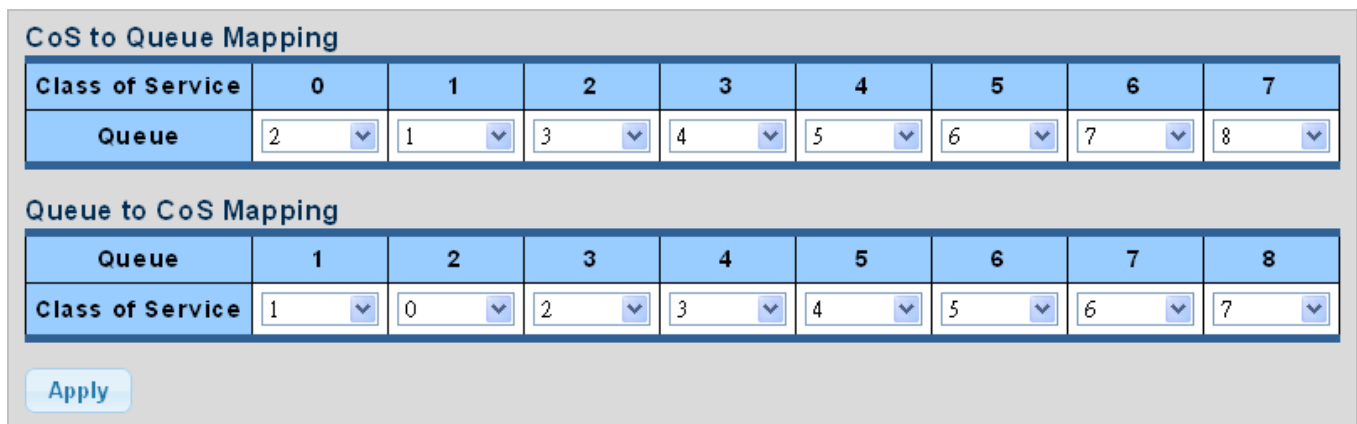 CoS to Queue Mapping
Class of Service 0 1 2 3 4 5 6 7
Queue 2 1 3 4 5 6 7 8
Queue to CoS Mapping
Queue 1 2 3 4 5 6 7 8
Class of Service 1 0 2 3 4 5 6 7
Apply